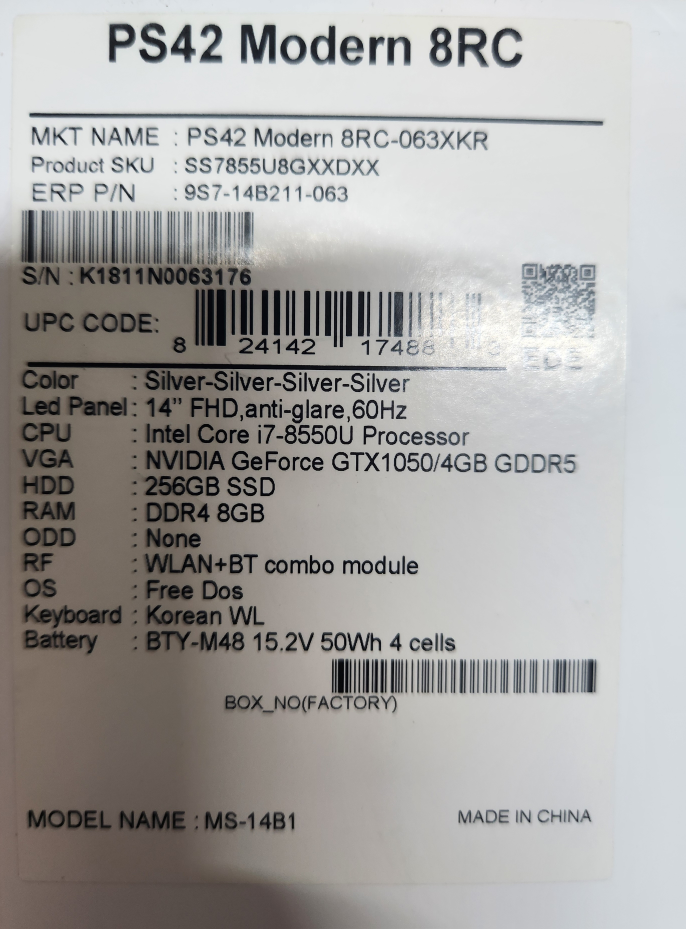 PS42 Modern 8RC
MKT NAME : PS42 Modern 8RC-063XKR
Product SKU : SS7855U8GXXDXX
ERP P/N : 9S7-14B211-063
S/N : K1811N0063176
UPC CODE:
8 24142 17488
EDE
Color : Silver-Silver-Silver-Silver
Led Panel : 14” FHD,anti-glare,60Hz
CPU : Intel Core i7-8550U Processor
VGA : NVIDIA GeForce GTX1050/4GB GDDR5
HDD : 256GB SSD
RAM : DDR4 8GB
ODD : None
RF : WLAN+BT combo module
OS : Free Dos
Keyboard : Korean WL
Battery : BTY-M48 15.2V 50Wh 4 cells
BOX_NO(FACTORY)
MODEL NAME : MS-14B1
MADE IN CHINA